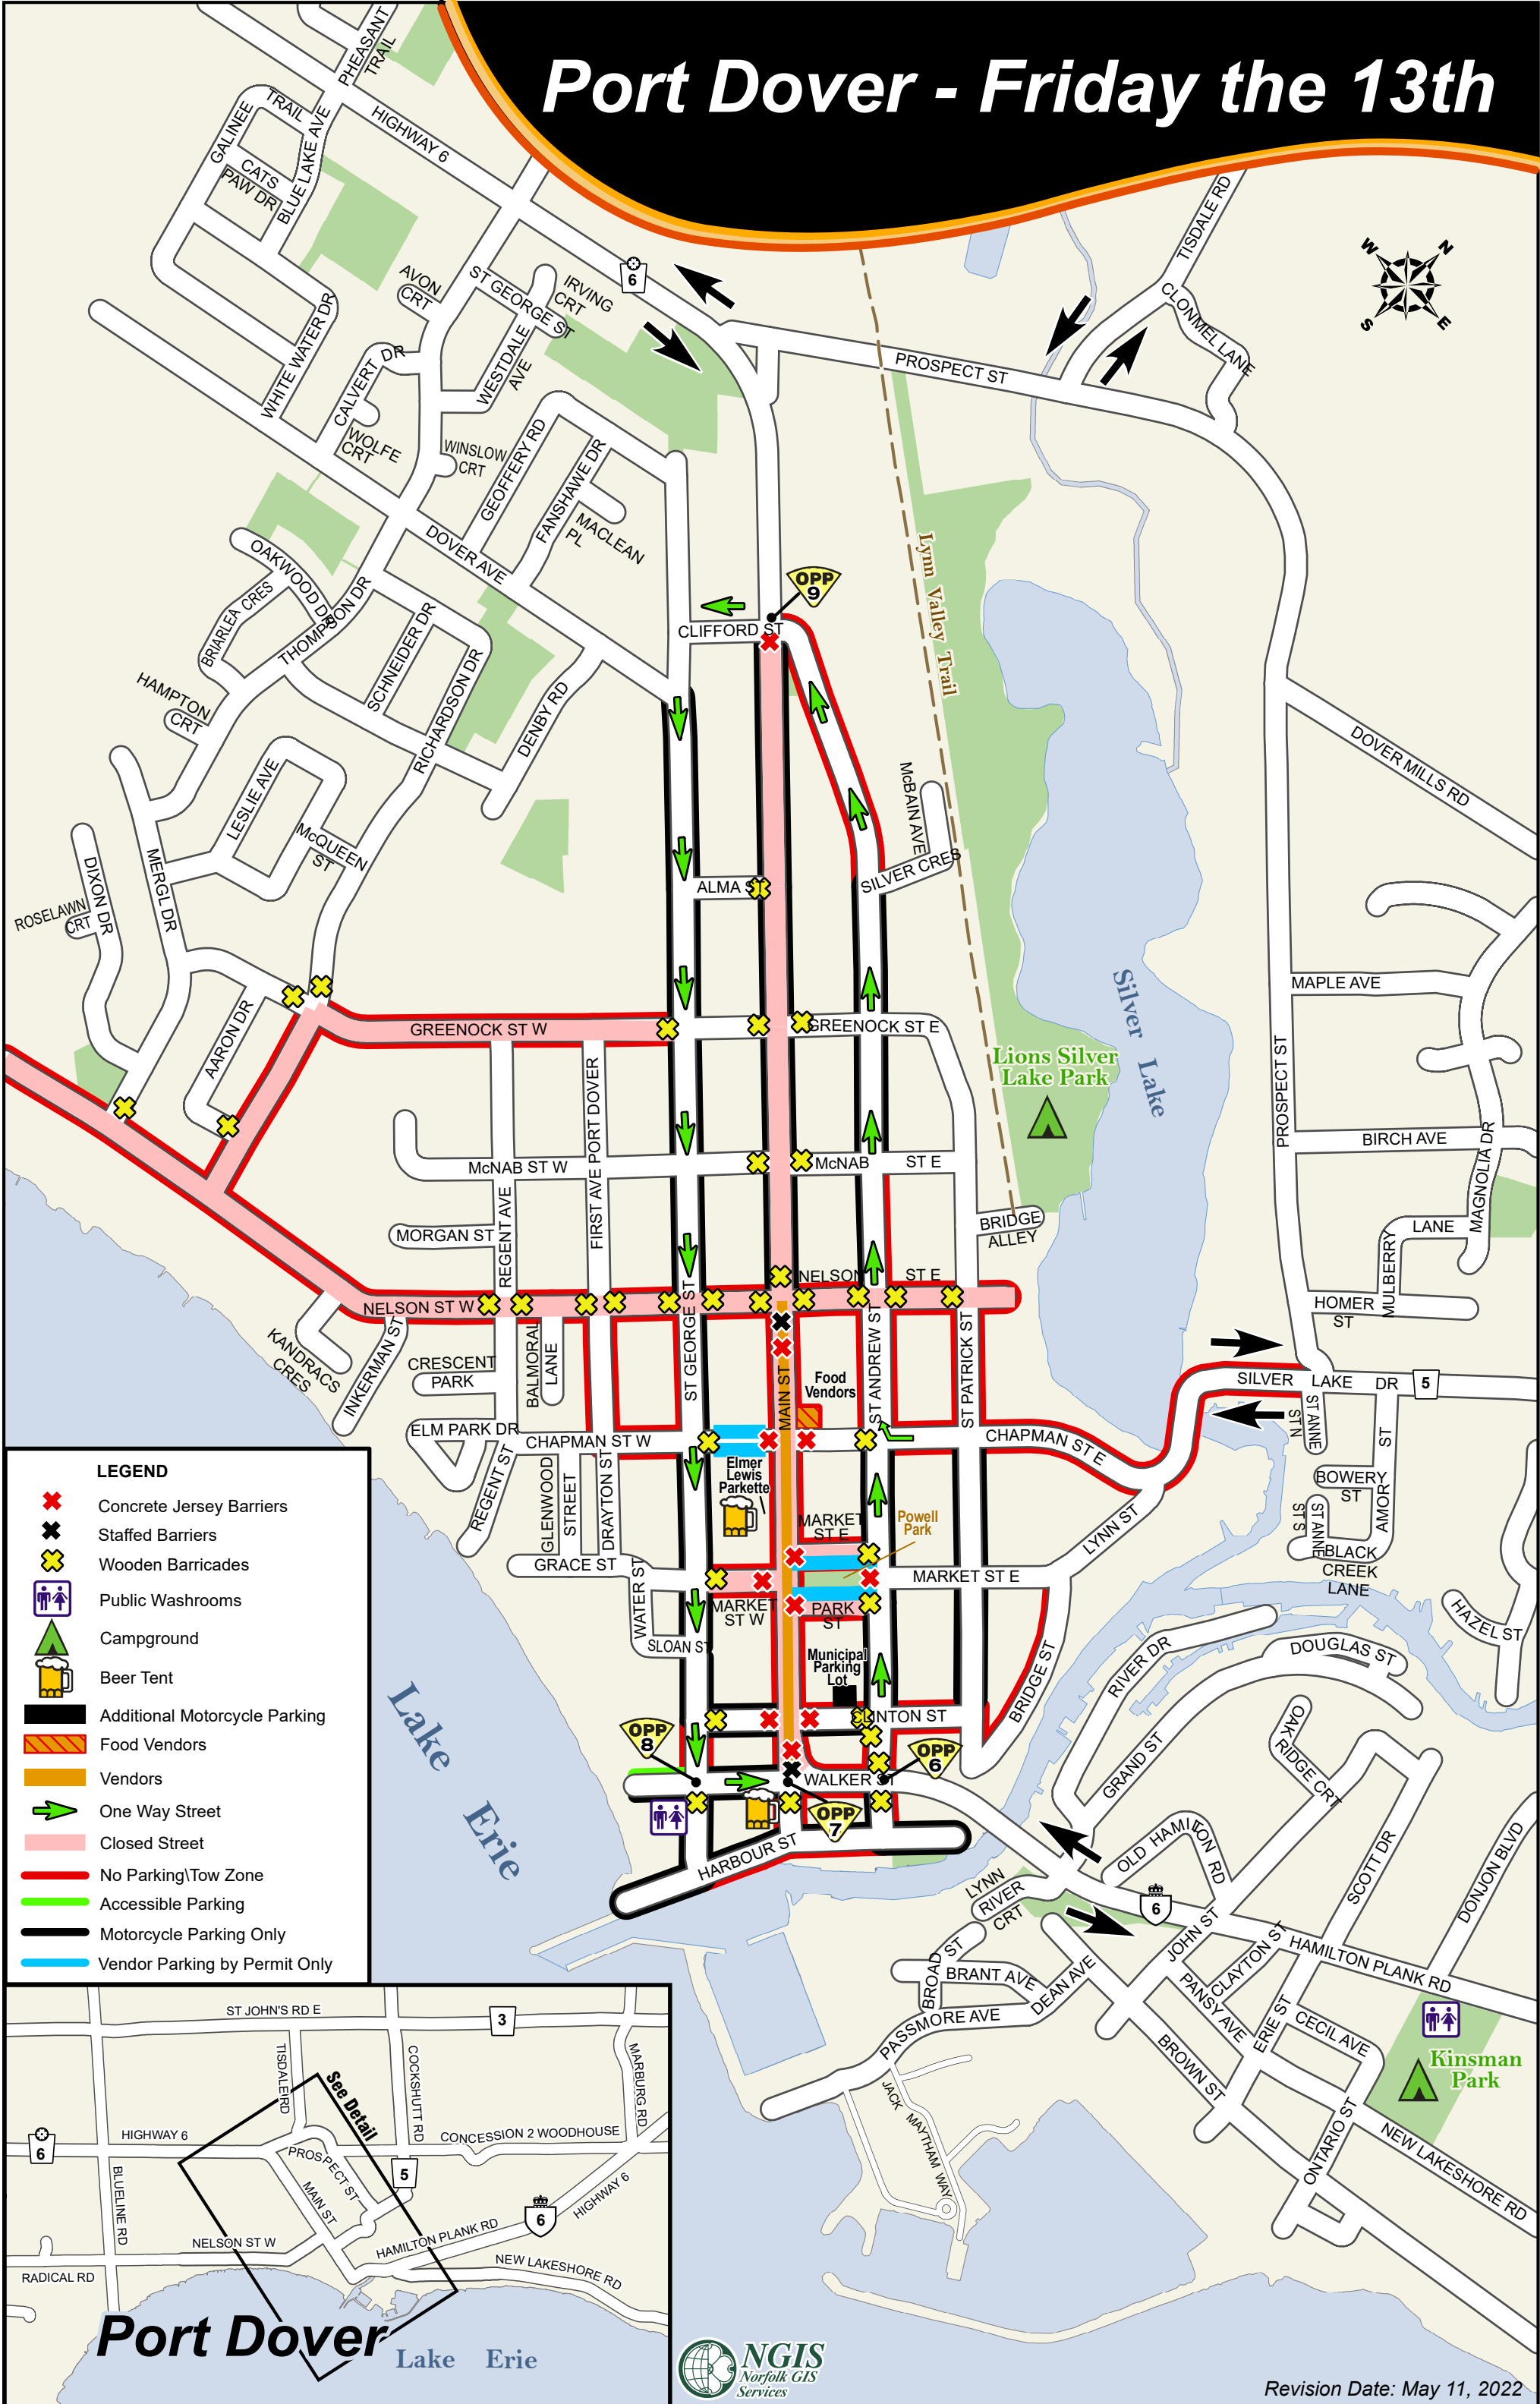 Port Dover - Friday the 13th
PHEASANT
TRAIL
HIGHWAY 6
GALINEE
TRAIL
CATS
PAW DR
BLUE LAKE AVE
TISDALE RD
W
N
S
E
AVON
CRT
ST GEORGE ST
IRVING
CRT
6
CLONMEL LANE
WHITE WATER DR
CALVERT DR
WESTDALE
AVE
PROSPECT ST
WOLFE
CRT
WINSLOW
CRT
GEOFFERY RD
FANSHAWE DR
MACLEAN
PL
DOVER AVE
OAKWOOD DR
BRIARLEA CRES
THOMPSON DR
SCHNEIDER DR
RICHARDSON DR
DENBY RD
HAMPTON
CRT
OPP
9
CLIFFORD ST
Lynn Valley Trail
LESLIE AVE
McQUEEN
ST
McBAIN AVE
SILVER CRES
DOVER MILLS RD
DIXON DR
MERGL DR
ROSELAWN
CRT
ALMA ST
AARON DR
GREENOCK ST W
GREENOCK ST E
MAPLE AVE
Silver Lake
Lions Silver
Lake Park
PROSPECT ST
BIRCH AVE
MAGNOLIA DR
McNAB ST W
McNAB ST E
FIRST AVE PORT DOVER
REGENT AVE
MORGAN ST
BRIDGE
ALLEY
LANE
MULBERRY
NELSON ST W
NELSON ST E
HOMER
ST
KANDRACS
CRES
INKERMAN ST
CRESCENT
PARK
BALMORAL
LANE
ST GEORGE ST
MAIN ST
Food
Vendors
ST ANDREW ST
ST PATRICK ST
SILVER LAKE DR
5
ST ANNE
ST N
ELM PARK DR
CHAPMAN ST W
CHAPMAN ST E
REGENT ST
GLENWOOD
STREET
DRAYTON ST
Elmer
Lewis
Parkette
BOWERY
ST
AMORY ST
ST ANNE
ST S
BLACK
CREEK
LANE
LYNN ST
MARKET
ST E
Powell
Park
GRACE ST
WATER ST
MARKET
ST W
PARK
ST
MARKET ST E
SLOAN ST
Municipal
Parking
Lot
BRIDGE ST
HAZEL ST
RIVER DR
DOUGLAS ST
CLINTON ST
GRAND ST
OAK
RIDGE CRT
Lake Erie
OPP
8
OPP
6
WALKER ST
OPP
7
HARBOUR ST
OLD HAMILTON RD
SCOTT DR
DONJON BLVD
LYNN
RIVER
CRT
6
JOHN ST
CLAYTON ST
HAMILTON PLANK RD
BROAD ST
BRANT AVE
DEAN AVE
PANSY AVE
PASSMORE AVE
ERIE ST
CECIL AVE
Kinsman
Park
BROWN ST
JACK MAYTHAM WAY
ONTARIO ST
NEW LAKESHORE RD
LEGEND
Concrete Jersey Barriers
Staffed Barriers
Wooden Barricades
Public Washrooms
Campground
Beer Tent
Additional Motorcycle Parking
Food Vendors
Vendors
One Way Street
Closed Street
No Parking\Tow Zone
Accessible Parking
Motorcycle Parking Only
Vendor Parking by Permit Only
ST JOHN'S RD E
3
TISDALE RD
COCKSHUTT RD
MARBURG RD
See Detail
6
HIGHWAY 6
CONCESSION 2 WOODHOUSE
PROSPECT ST
5
BLUELINE RD
MAIN ST
HIGHWAY 6
6
NELSON ST W
HAMILTON PLANK RD
RADICAL RD
NEW LAKESHORE RD
Port Dover
Lake Erie
NGIS
Norfolk GIS
Services
Revision Date: May 11, 2022